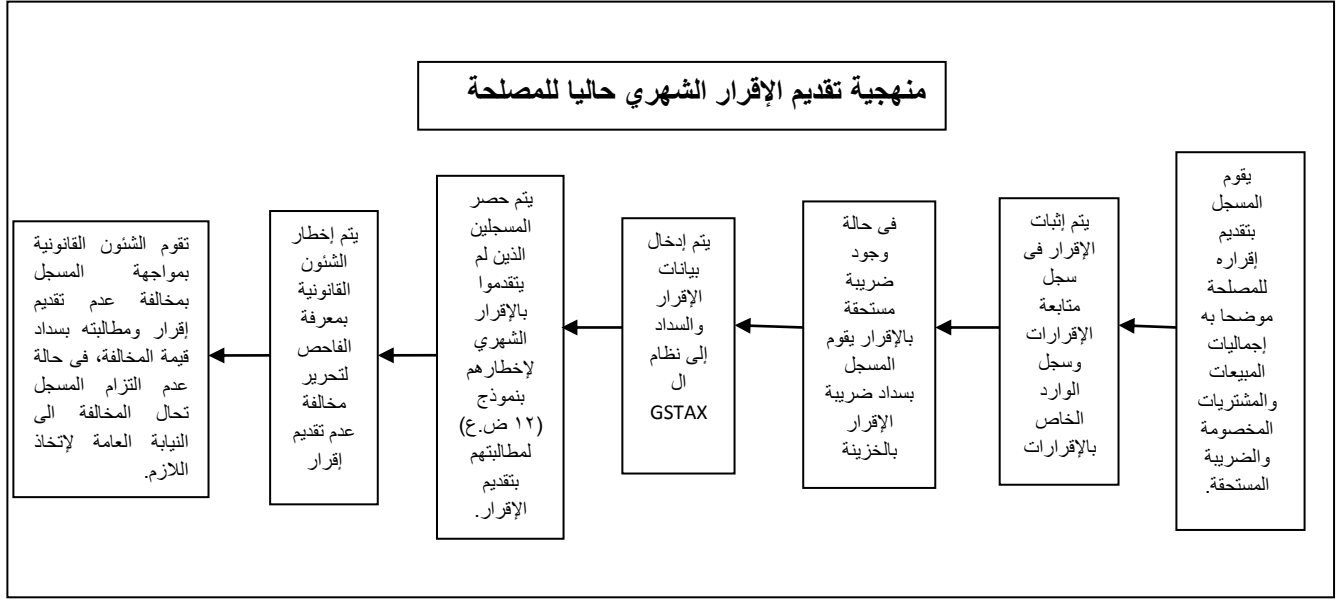 منهجية تقديم الإقرار الشهري حاليا للمصلحة
يقوم
المسجل
بتقديم
إقراره
للمصلحة
موضحا به
إجماليات
المبيعات
والمشتريات
المخصومة
والضريبة
المستحقة.
يتم إثبات
الإقرار فى
سجل
متابعة
الإقرارات
وسجل
الوارد
الخاص
بالإقرارات
فى حالة
وجود
ضريبة
مستحقة
بالإقرار يقوم
المسجل
بسداد ضريبة
الإقرار
بالخزينة
يتم إدخال
بيانات
الإقرار
والسداد
إلى نظام
ال
GSTAX
يتم حصر
المسجلين
الذين لم
يتقدموا
بالإقرار
الشهري
لإخطارهم
بنموذج
(١٢ ض.ع)
لمطالبتهم
بتقديم
الإقرار.
يتم إخطار
الشئون
القانونية
بمعرفة
الفاحص
لتحرير
مخالفة
عدم تقديم
إقرار
تقوم الشئون القانونية
بمواجهة المسجل
بمخالفة عدم تقديم
إقرار ومطالبته بسداد
قيمة المخالفة، فى حالة
عدم التزام المسجل
تحال المخالفة الى
النيابة العامة لإتخاذ
اللازم.